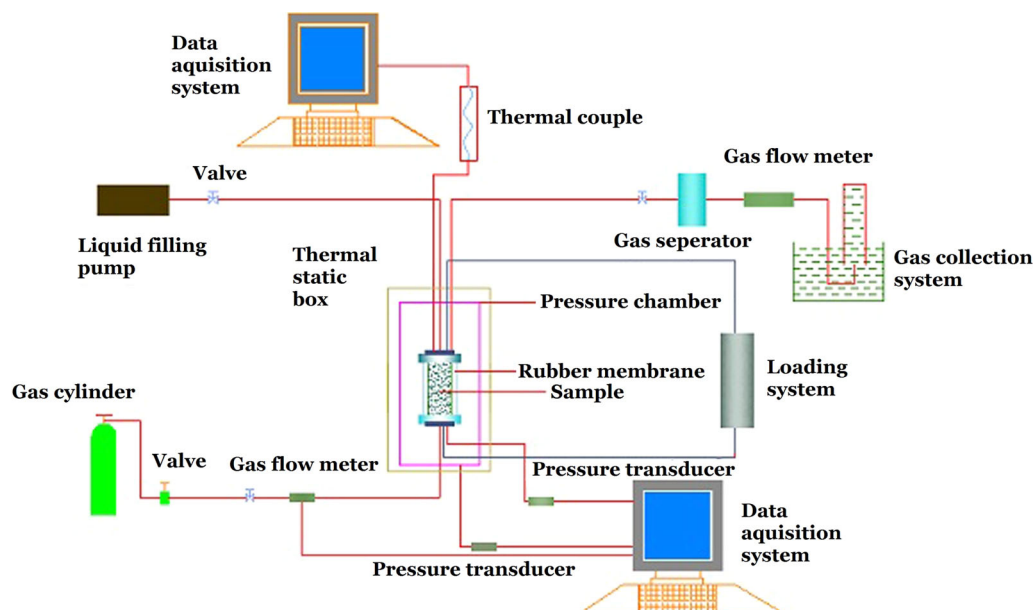 Data
aquisition
system
Thermal couple
Valve
Gas flow meter
Liquid filling
pump
Thermal
static
box
Gas seperator
Gas collection
system
Pressure chamber
Rubber membrane
Sample
Loading
system
Gas cylinder
Valve
Gas flow meter
Pressure transducer
Data
aquisition
system
Pressure transducer